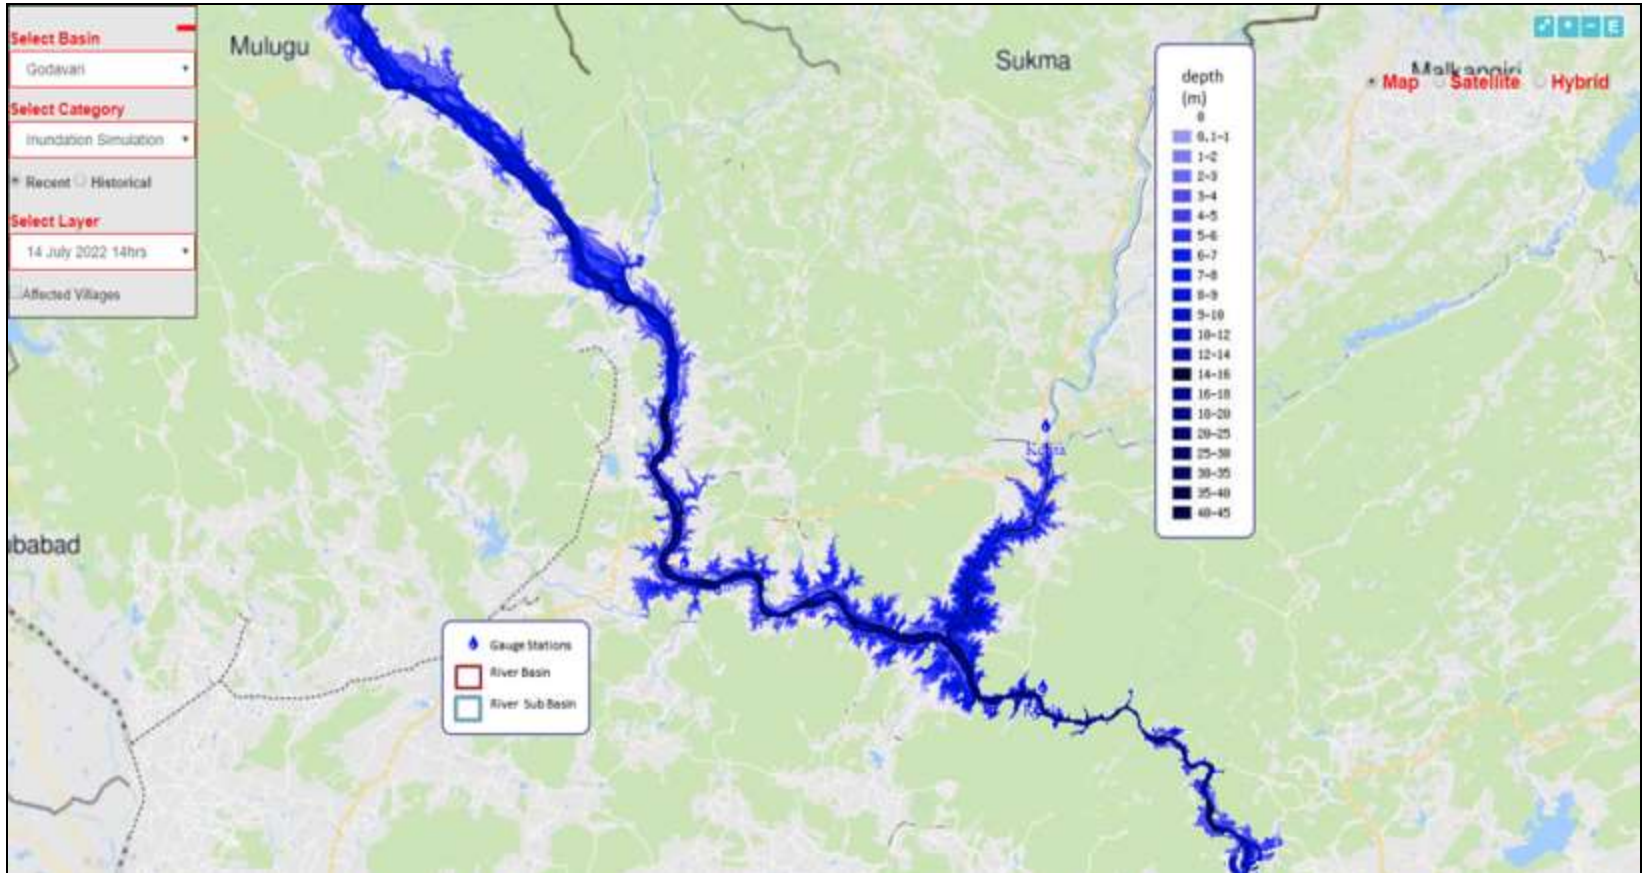 Select Basin
Godavari
Select Category
Inundation Simulation
Recent Historical
Select Layer
14 July 2022 14hrs
Affected Villages
Mulugu
Sukma
Malkangiri
Map Satellite Hybrid
E
depth
(m)
0
0.1-1
1-2
2-3
3-4
4-5
5-6
6-7
7-8
8-9
9-10
10-12
12-14
14-16
16-18
18-20
20-25
25-30
30-35
35-40
40-45
Konta
ubabad
Gauge Stations
River Basin
River Sub Basin